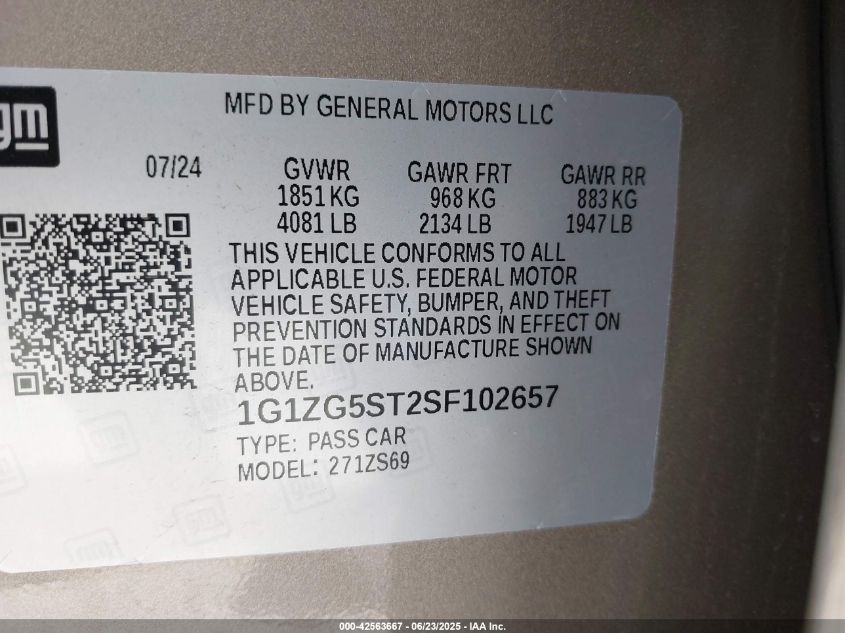 gm
MFD BY GENERAL MOTORS LLC
07/24 GVWR GAWR FRT GAWR RR
1851 KG 968 KG 883 KG
4081 LB 2134 LB 1947 LB
THIS VEHICLE CONFORMS TO ALL
APPLICABLE U.S. FEDERAL MOTOR
VEHICLE SAFETY, BUMPER, AND THEFT
PREVENTION STANDARDS IN EFFECT ON
THE DATE OF MANUFACTURE SHOWN
ABOVE.
1G1ZG5ST2SF102657
TYPE: PASS CAR
MODEL: 271ZS69
000-42563667 - 06/23/2025 - IAA Inc.